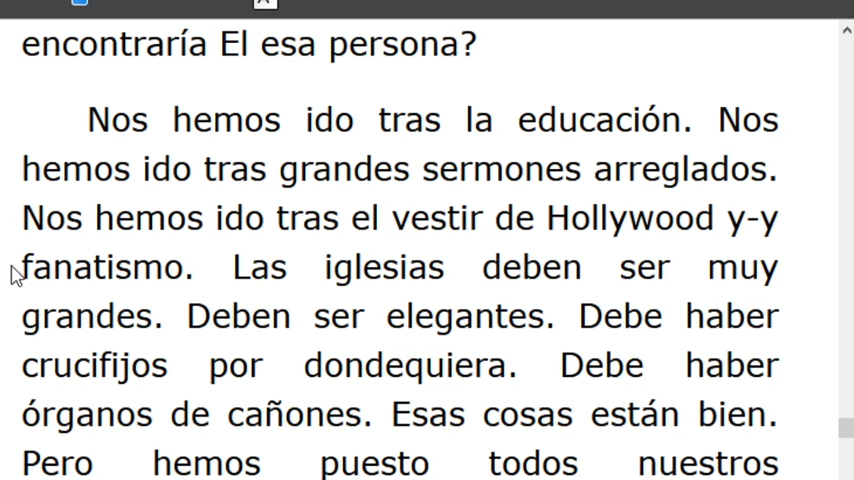 encontraría El esa persona?
Nos hemos ido tras la educación. Nos
hemos ido tras grandes sermones arreglados.
Nos hemos ido tras el vestir de Hollywood y-y
fanatismo. Las iglesias deben ser muy
grandes. Deben ser elegantes. Debe haber
crucifijos por dondequiera. Debe haber
órganos de cañones. Esas cosas están bien.
Pero hemos puesto todos nuestros